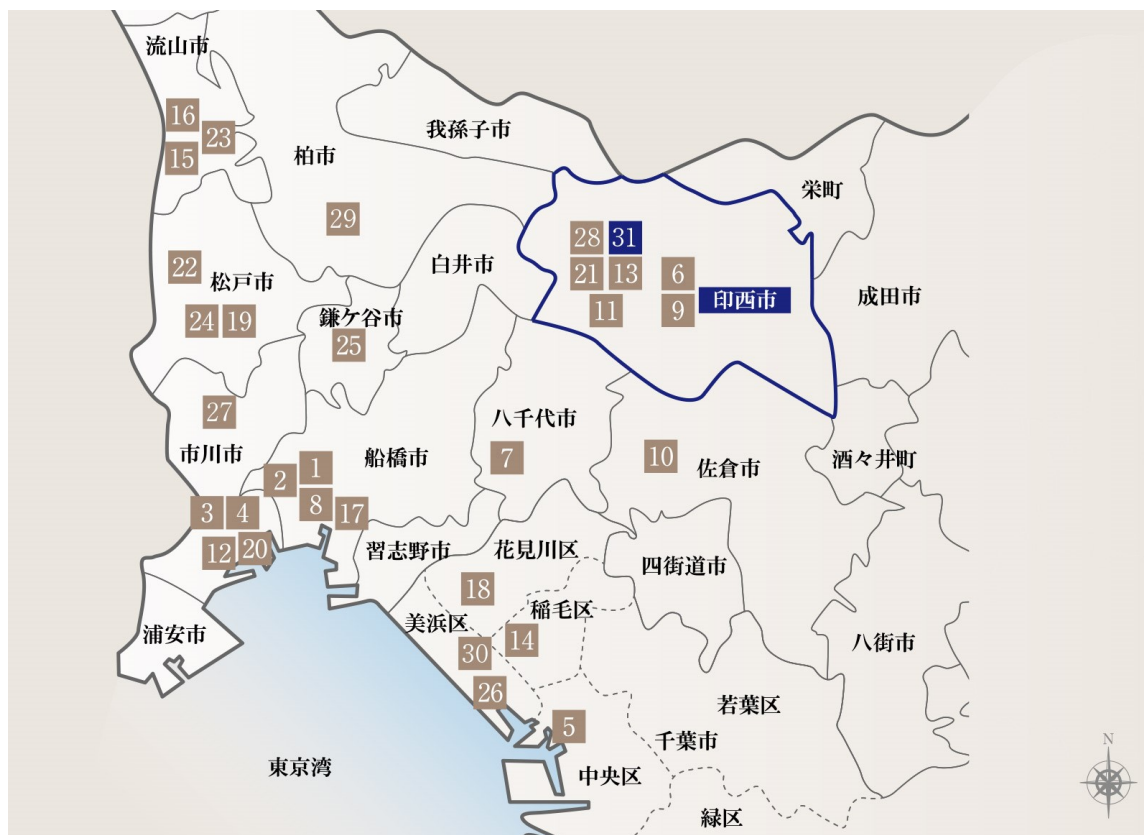 流山市
16
23
15
柏市
我孫子市
栄町
29
28
31
白井市
22
松戸市
21
13
6
11
9
印西市
成田市
24
19
鎌ケ谷市
25
27
八千代市
市川市
船橋市
7
10
佐倉市
酒々井町
1
2
8
17
3
4
12
20
習志野市
花見川区
四街道市
18
稲毛区
美浜区
浦安市
14
八街市
30
26
若葉区
5
千葉市
東京湾
中央区
緑区
N